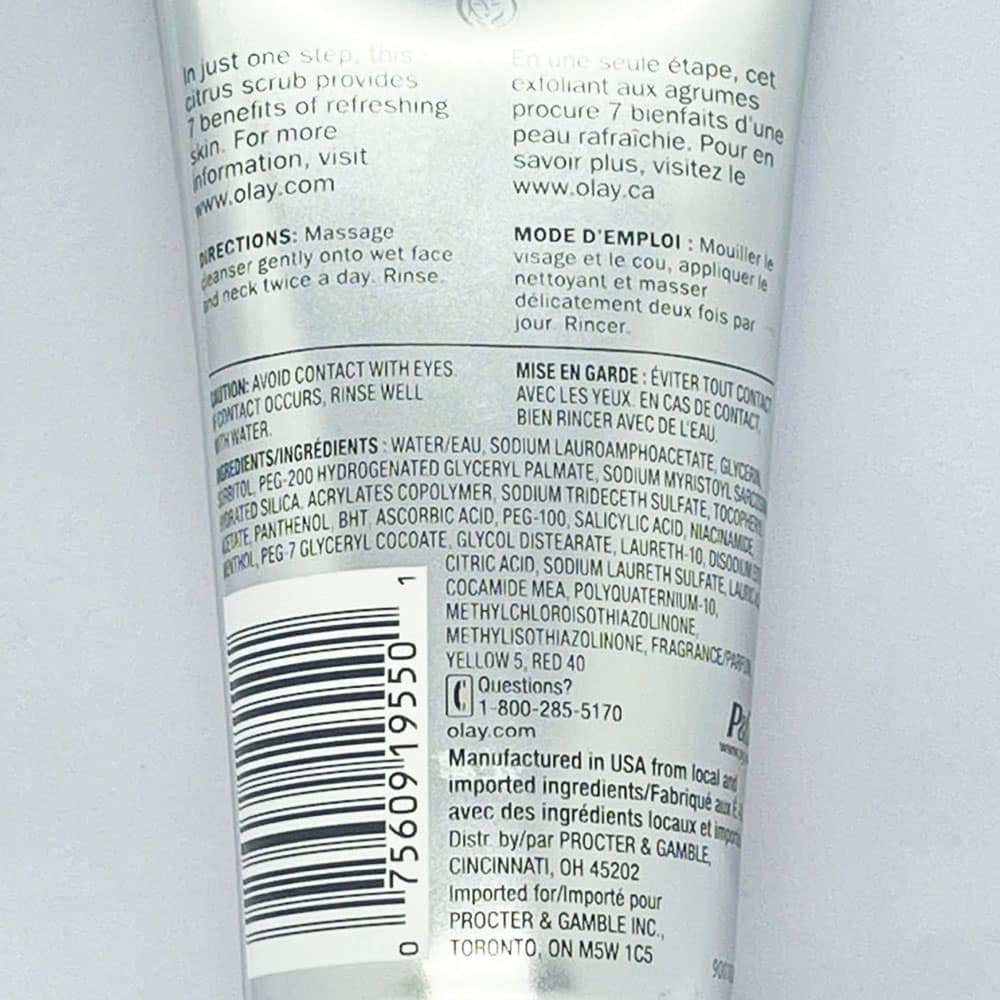 In just one step, this
citrus scrub provides
7 benefits of refreshing
skin. For more
information, visit
www.olay.com
DIRECTIONS: Massage
cleanser gently onto wet face
and neck twice a day. Rinse.
En une seule étape, cet
exfoliant aux agrumes
procure 7 bienfaits d'une
peau rafraîchie. Pour en
savoir plus, visitez le
www.olay.ca
MODE D'EMPLOI : Mouiller le
visage et le cou, appliquer le
nettoyant et masser
délicatement deux fois par
jour. Rincer.
CAUTION: AVOID CONTACT WITH EYES.
IF CONTACT OCCURS, RINSE WELL
WITH WATER.
MISE EN GARDE : ÉVITER TOUT CONTACT
AVEC LES YEUX. EN CAS DE CONTACT,
BIEN RINCER AVEC DE L'EAU.
INGREDIENTS/INGRÉDIENTS : WATER/EAU, SODIUM LAUROAMPHOACETATE, GLYCERIN,
SORBITOL, PEG-200 HYDROGENATED GLYCERYL PALMATE, SODIUM MYRISTOYL
HYDRATED SILICA, ACRYLATES COPOLYMER, SODIUM TRIDECETH SULFATE,
ACETATE, PANTHENOL, BHT, ASCORBIC ACID, PEG-100, SALICYLIC ACID, NIACINAMIDE,
MENTHOL, PEG-7 GLYCERYL COCOATE, GLYCOL DISTEARATE, LAURETH-10, DISODIUM
CITRIC ACID, SODIUM LAURETH SULFATE,
COCAMIDE MEA, POLYQUATERNIUM-10,
METHYLCHLOROISOTHIAZOLINONE,
METHYLISOTHIAZOLINONE, FRAGRANCE/PARFUM,
YELLOW 5, RED 40
Questions?
1-800-285-5170
olay.com
Manufactured in USA from local and
imported ingredients/Fabriqué aux
avec des ingrédients locaux et
Distr. by/par PROCTER & GAMBLE,
CINCINNATI, OH 45202
Imported for/Importé pour
PROCTER & GAMBLE INC.,
TORONTO, ON M5W 1C5
0 75609 19550 1